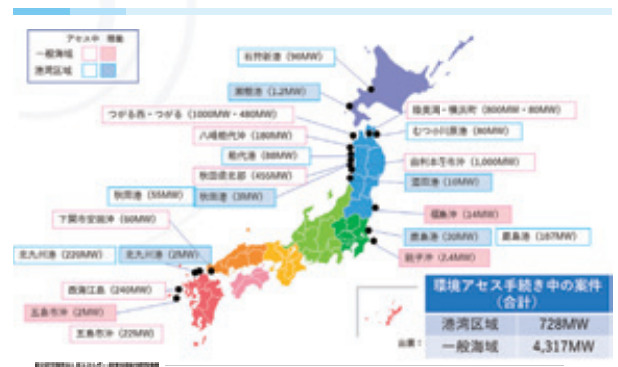 アセス中 稼働
一般海域
港湾区域
石狩新港（96MW）
瀬棚港（1.2MW）
つがる西・つがる（1000MW・480MW）
陸奥湾・横浜町（800MW・80MW）
八峰能代沖（180MW）
むつ小川原港（80MW）
能代港（88MW）
由利本荘市沖（1,000MW）
秋田県北部（455MW）
酒田港（10MW）
秋田港（55MW）
秋田港（3MW）
下関市安岡沖（60MW）
福島沖（14MW）
北九州港（220MW）
北九州港（2MW）
鹿島港（20MW）
鹿島港（187MW）
銚子沖（2.4MW）
西海江島（240MW）
五島市沖（2MW）
五島市沖（22MW）
環境アセス手続き中の案件
（合計）
港湾区域 728MW
一般海域 4,317MW
出書：